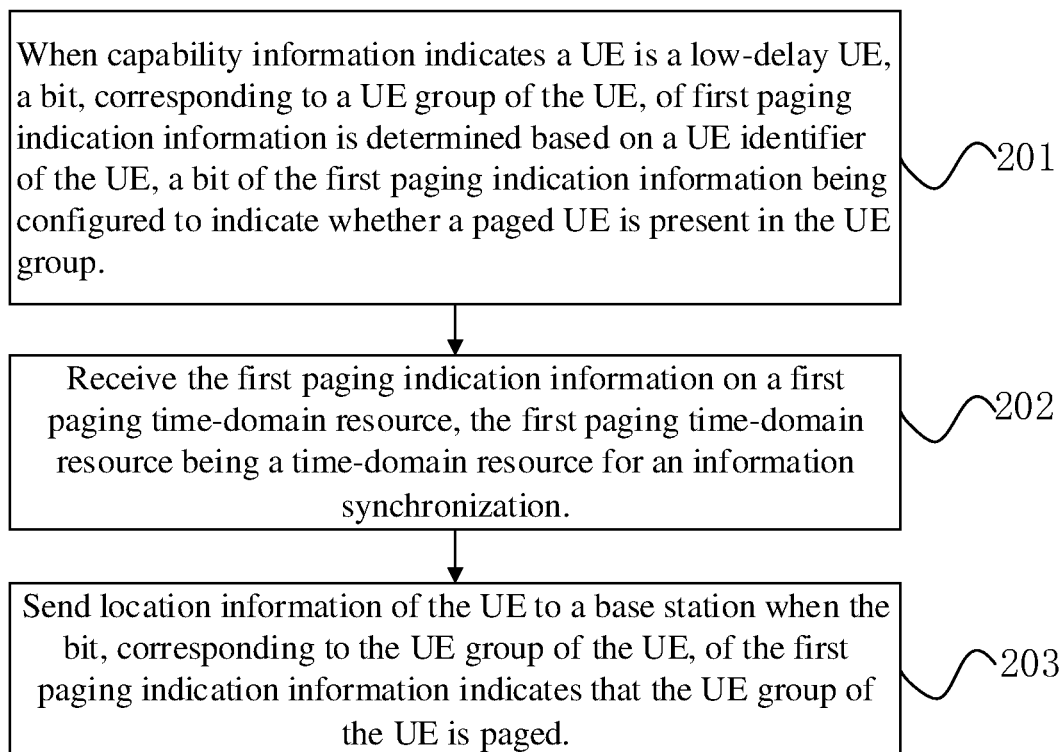 When capability information indicates a UE is a low-delay UE,
a bit, corresponding to a UE group of the UE, of first paging
indication information is determined based on a UE identifier
of the UE, a bit of the first paging indication information being
configured to indicate whether a paged UE is present in the UE
group.
201
Receive the first paging indication information on a first
paging time-domain resource, the first paging time-domain
resource being a time-domain resource for an information
synchronization.
202
Send location information of the UE to a base station when the
bit, corresponding to the UE group of the UE, of the first
paging indication information indicates that the UE group of
the UE is paged.
203